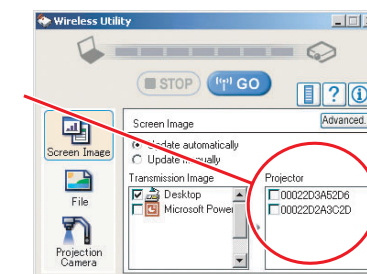 Wireless Utility
STOP
GO
Screen Image
Advanced.
Update automatically
Update manually
Screen Image
File
Projection
Camera
Transmission Image
Desktop
Microsoft Power
Projector
00022D3A52D6
00022D2A3C2D